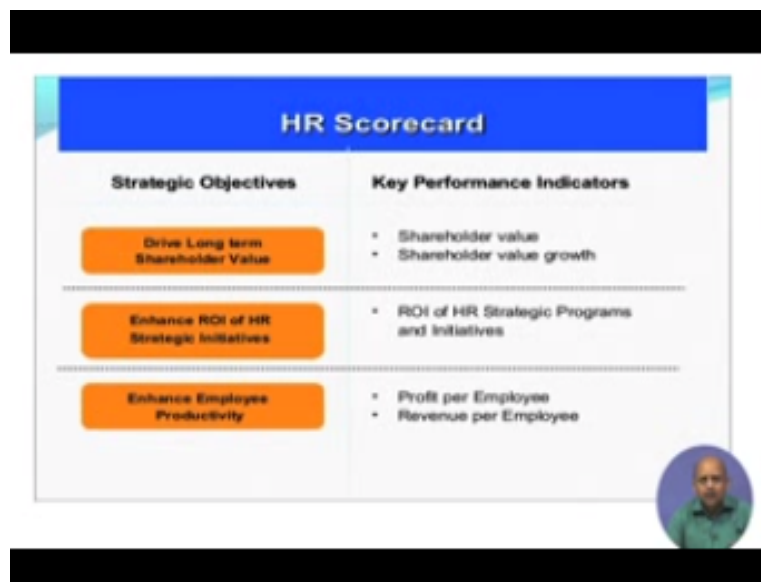 HR Scorecard
Strategic Objectives
Key Performance Indicators
Drive Long term
Shareholder Value
• Shareholder value
• Shareholder value growth
Enhance ROI of HR
Strategic Initiatives
• ROI of HR Strategic Programs
and Initiatives
Enhance Employee
Productivity
• Profit per Employee
• Revenue per Employee